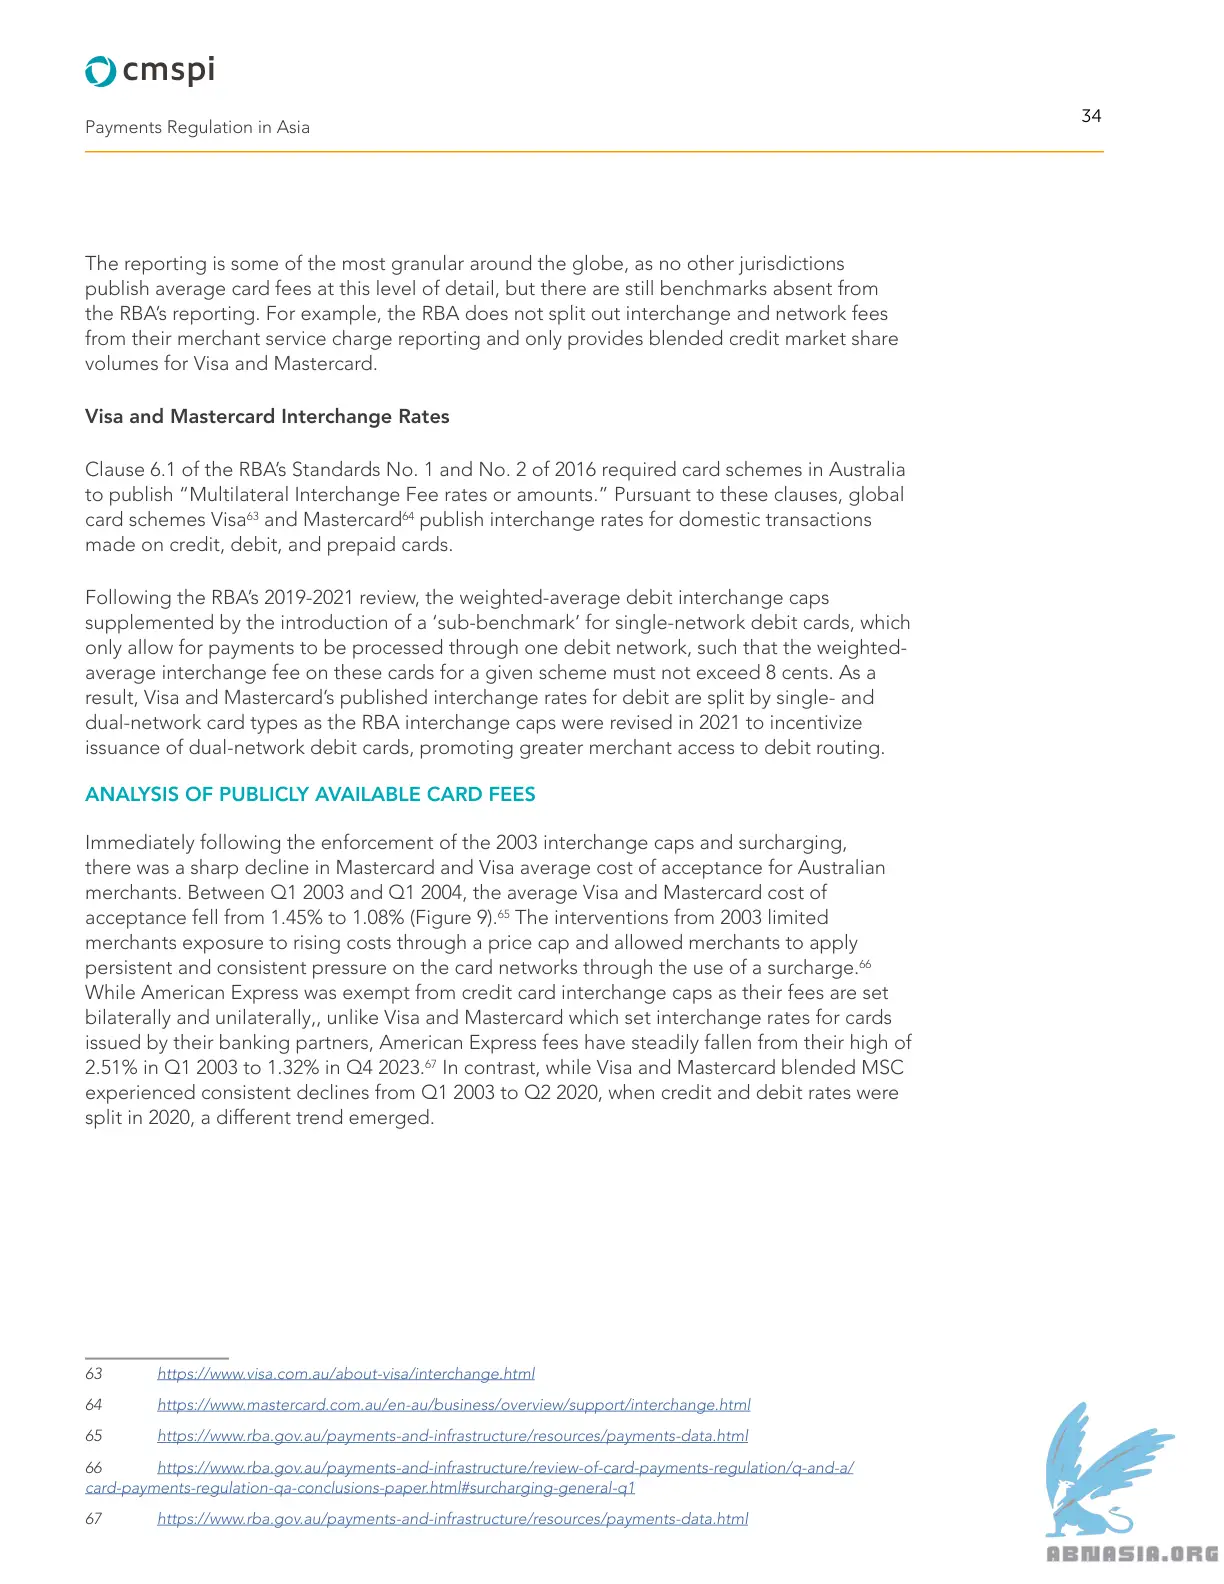 cmspi
Payments Regulation in Asia
34
The reporting is some of the most granular around the globe, as no other jurisdictions
publish average card fees at this level of detail, but there are still benchmarks absent from
the RBA’s reporting. For example, the RBA does not split out interchange and network fees
from their merchant service charge reporting and only provides blended credit market share
volumes for Visa and Mastercard.
Visa and Mastercard Interchange Rates
Clause 6.1 of the RBA’s Standards No. 1 and No. 2 of 2016 required card schemes in Australia
to publish “Multilateral Interchange Fee rates or amounts.” Pursuant to these clauses, global
card schemes Visa63 and Mastercard64 publish interchange rates for domestic transactions
made on credit, debit, and prepaid cards.
Following the RBA’s 2019-2021 review, the weighted-average debit interchange caps
supplemented by the introduction of a ‘sub-benchmark’ for single-network debit cards, which
only allow for payments to be processed through one debit network, such that the weighted-
average interchange fee on these cards for a given scheme must not exceed 8 cents. As a
result, Visa and Mastercard’s published interchange rates for debit are split by single- and
dual-network card types as the RBA interchange caps were revised in 2021 to incentivize
issuance of dual-network debit cards, promoting greater merchant access to debit routing.
ANALYSIS OF PUBLICLY AVAILABLE CARD FEES
Immediately following the enforcement of the 2003 interchange caps and surcharging,
there was a sharp decline in Mastercard and Visa average cost of acceptance for Australian
merchants. Between Q1 2003 and Q1 2004, the average Visa and Mastercard cost of
acceptance fell from 1.45% to 1.08% (Figure 9).65 The interventions from 2003 limited
merchants exposure to rising costs through a price cap and allowed merchants to apply
persistent and consistent pressure on the card networks through the use of a surcharge.66
While American Express was exempt from credit card interchange caps as their fees are set
bilaterally and unilaterally,, unlike Visa and Mastercard which set interchange rates for cards
issued by their banking partners, American Express fees have steadily fallen from their high of
2.51% in Q1 2003 to 1.32% in Q4 2023.67 In contrast, while Visa and Mastercard blended MSC
experienced consistent declines from Q1 2003 to Q2 2020, when credit and debit rates were
split in 2020, a different trend emerged.
63 https://www.visa.com.au/about-visa/interchange.html
64 https://www.mastercard.com.au/en-au/business/overview/support/interchange.html
65 https://www.rba.gov.au/payments-and-infrastructure/resources/payments-data.html
66 https://www.rba.gov.au/payments-and-infrastructure/review-of-card-payments-regulation/q-and-a/
card-payments-regulation-qa-conclusions-paper.html#surcharging-general-q1
67 https://www.rba.gov.au/payments-and-infrastructure/resources/payments-data.html
ABNASIA.ORG